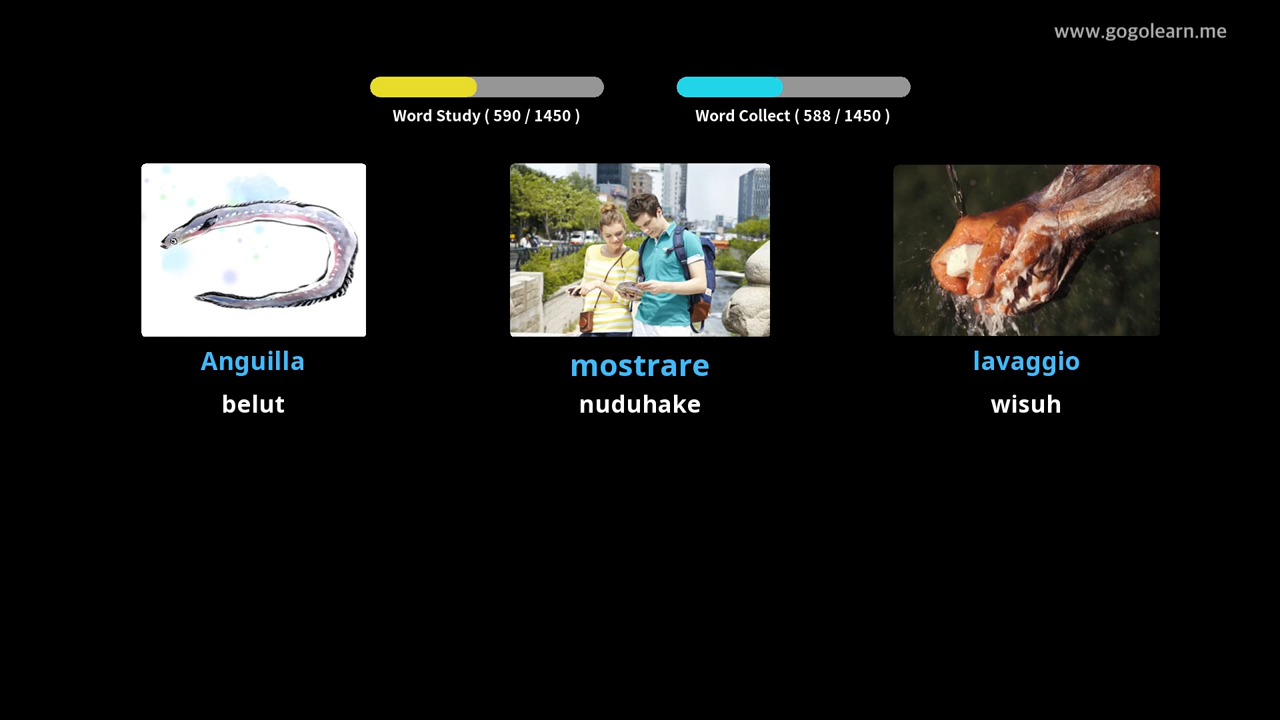 www.gogolearn.me
Word Study ( 590 / 1450 )
Word Collect ( 588 / 1450 )
Anguilla
belut
mostrare
nuduhake
lavaggio
wisuh